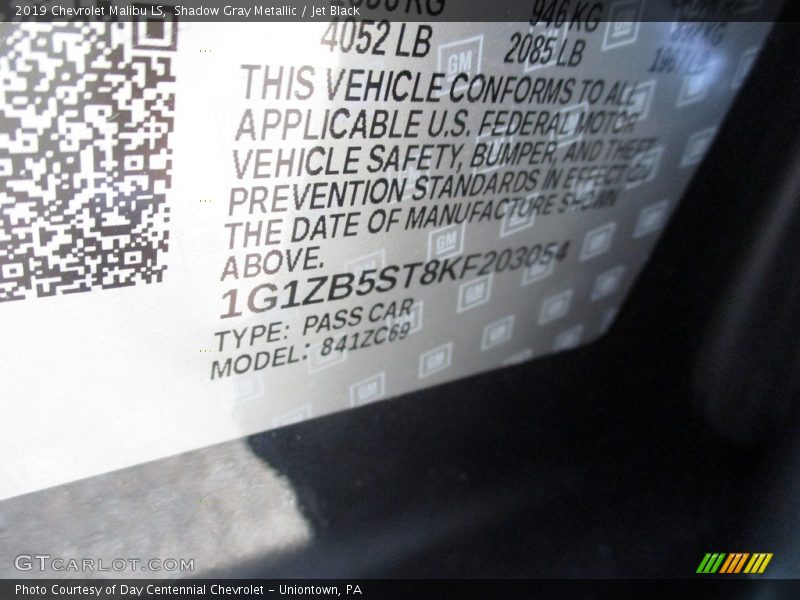 2019 Chevrolet Malibu LS, Shadow Gray Metallic / Jet Black
946 KG
4052 LB 2085 LB
THIS VEHICLE CONFORMS TO ALL
APPLICABLE U.S. FEDERAL MOTOR
VEHICLE SAFETY, BUMPER, AND THEFT
PREVENTION STANDARDS IN EFFECT ON
THE DATE OF MANUFACTURE SHOWN
ABOVE.
1G1ZB5ST8KF203054
TYPE: PASS CAR
MODEL: 841ZC69
GTCARLOT.COM
Photo Courtesy of Day Centennial Chevrolet - Uniontown, PA